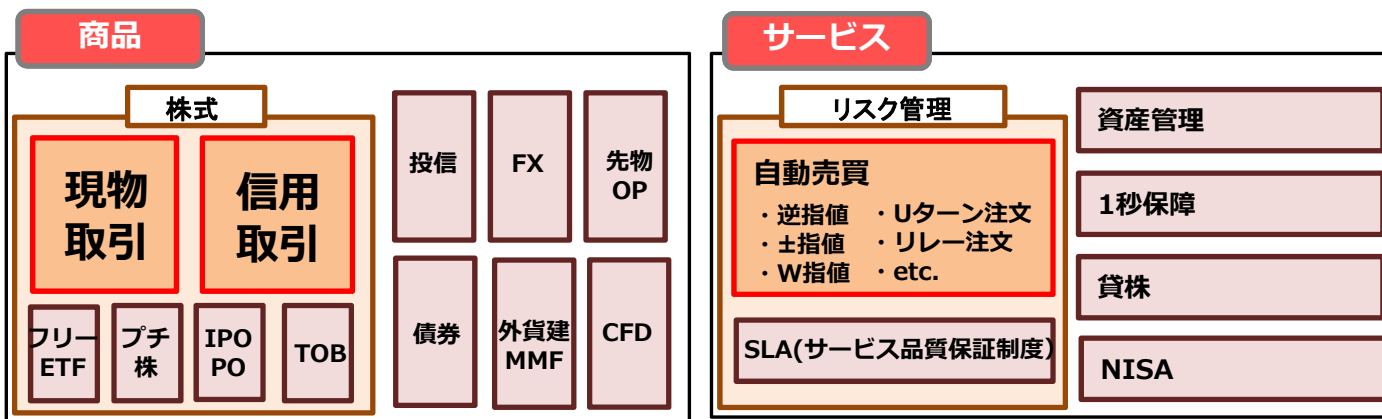 商品
株式
現物
取引
信用
取引
フリー
ETF
プチ
株
IPO
PO
TOB
投信
FX
先物
OP
債券
外貨建
MMF
CFD
サービス
リスク管理
自動売買
・逆指値 ・Uターン注文
・±指値 ・リレー注文
・W指値 ・etc.
SLA(サービス品質保証制度)
資産管理
1秒保障
貸株
NISA